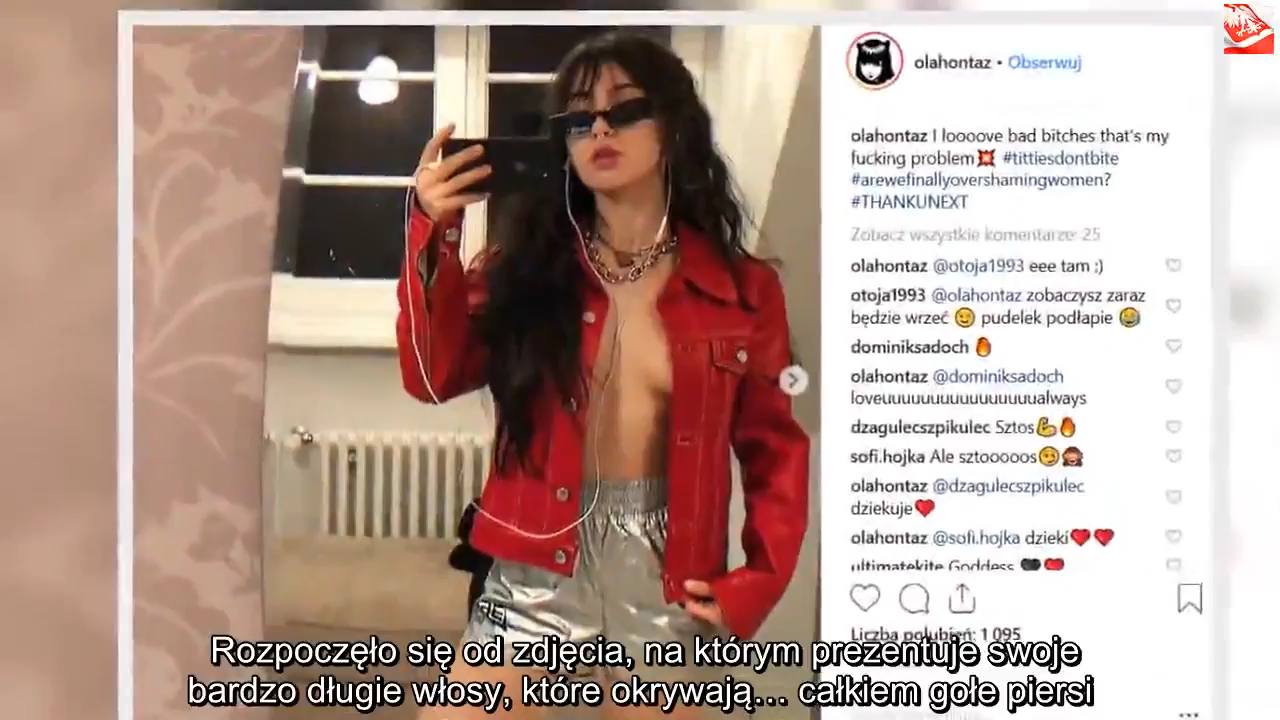 olahontaz • Obserwuj
olahontaz I loooove bad bitches that's my
fucking problem💥 #tittiesdontbite
#arewefinallyovershamingwomen?
#THANKUNEXT
Zobacz wszystkie komentarze: 25
olahontaz @otoja1993 eee tam :)
otoja1993 @olahontaz zobaczysz zaraz
będzie wrzeć 😉 pudelek podłapie 😂
dominiksadoch 🔥
olahontaz @dominiksadoch
loveuuuuuuuuuuuuuuuualways
dzagulecszpikulec Sztos💪🔥
sofi.hojka Ale sztooooos😏🙈
olahontaz @dzagulecszpikulec
dziekuje❤️
olahontaz @sofi.hojka dzieki❤️❤️
ultimatekite Goddess 🖤❤️
Liczba polubień: 1 095
Rozpoczęło się od zdjęcia, na którym prezentuje swoje
bardzo długie włosy, które okrywają... całkiem gołe piersi